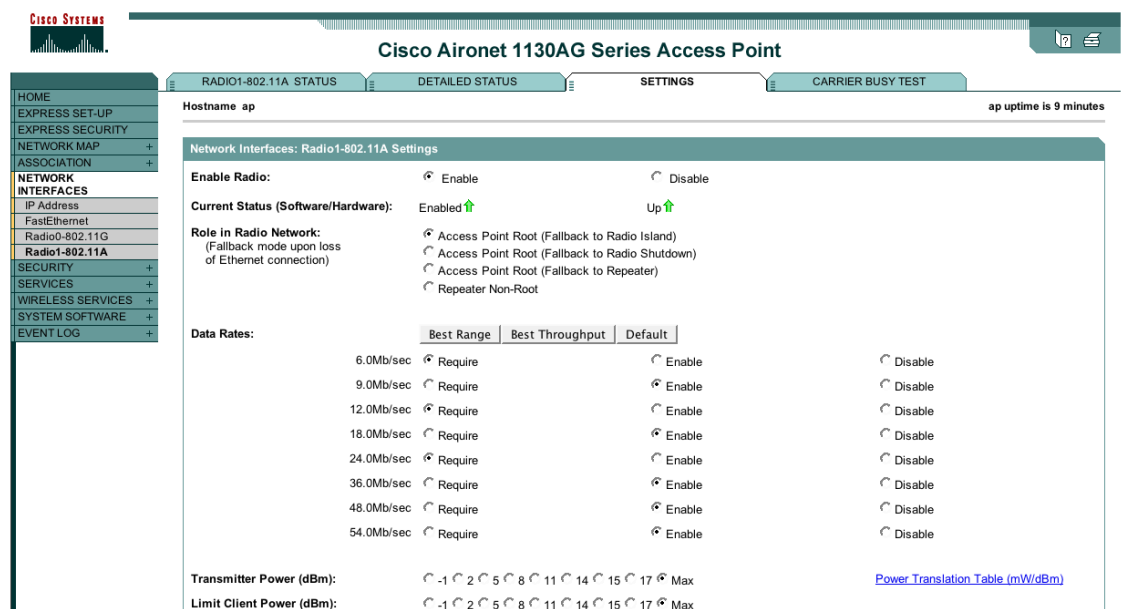 CISCO SYSTEMS
Cisco Aironet 1130AG Series Access Point
RADIO1-802.11A STATUS
DETAILED STATUS
SETTINGS
CARRIER BUSY TEST
HOME
EXPRESS SET-UP
EXPRESS SECURITY
NETWORK MAP +
ASSOCIATION +
NETWORK
INTERFACES
IP Address
FastEthernet
Radio0-802.11G
Radio1-802.11A
SECURITY +
SERVICES +
WIRELESS SERVICES +
SYSTEM SOFTWARE +
EVENT LOG +
Hostname ap
ap uptime is 9 minutes
Network Interfaces: Radio1-802.11A Settings
Enable Radio: Enable Disable
Current Status (Software/Hardware): Enabled Up
Role in Radio Network:
(Fallback mode upon loss
of Ethernet connection)
Access Point Root (Fallback to Radio Island)
Access Point Root (Fallback to Radio Shutdown)
Access Point Root (Fallback to Repeater)
Repeater Non-Root
Data Rates: Best Range Best Throughput Default
6.0Mb/sec Require Enable Disable
9.0Mb/sec Require Enable Disable
12.0Mb/sec Require Enable Disable
18.0Mb/sec Require Enable Disable
24.0Mb/sec Require Enable Disable
36.0Mb/sec Require Enable Disable
48.0Mb/sec Require Enable Disable
54.0Mb/sec Require Enable Disable
Transmitter Power (dBm): -1 2 5 8 11 14 15 17 Max Power Translation Table (mW/dBm)
Limit Client Power (dBm): -1 2 5 8 11 14 15 17 Max